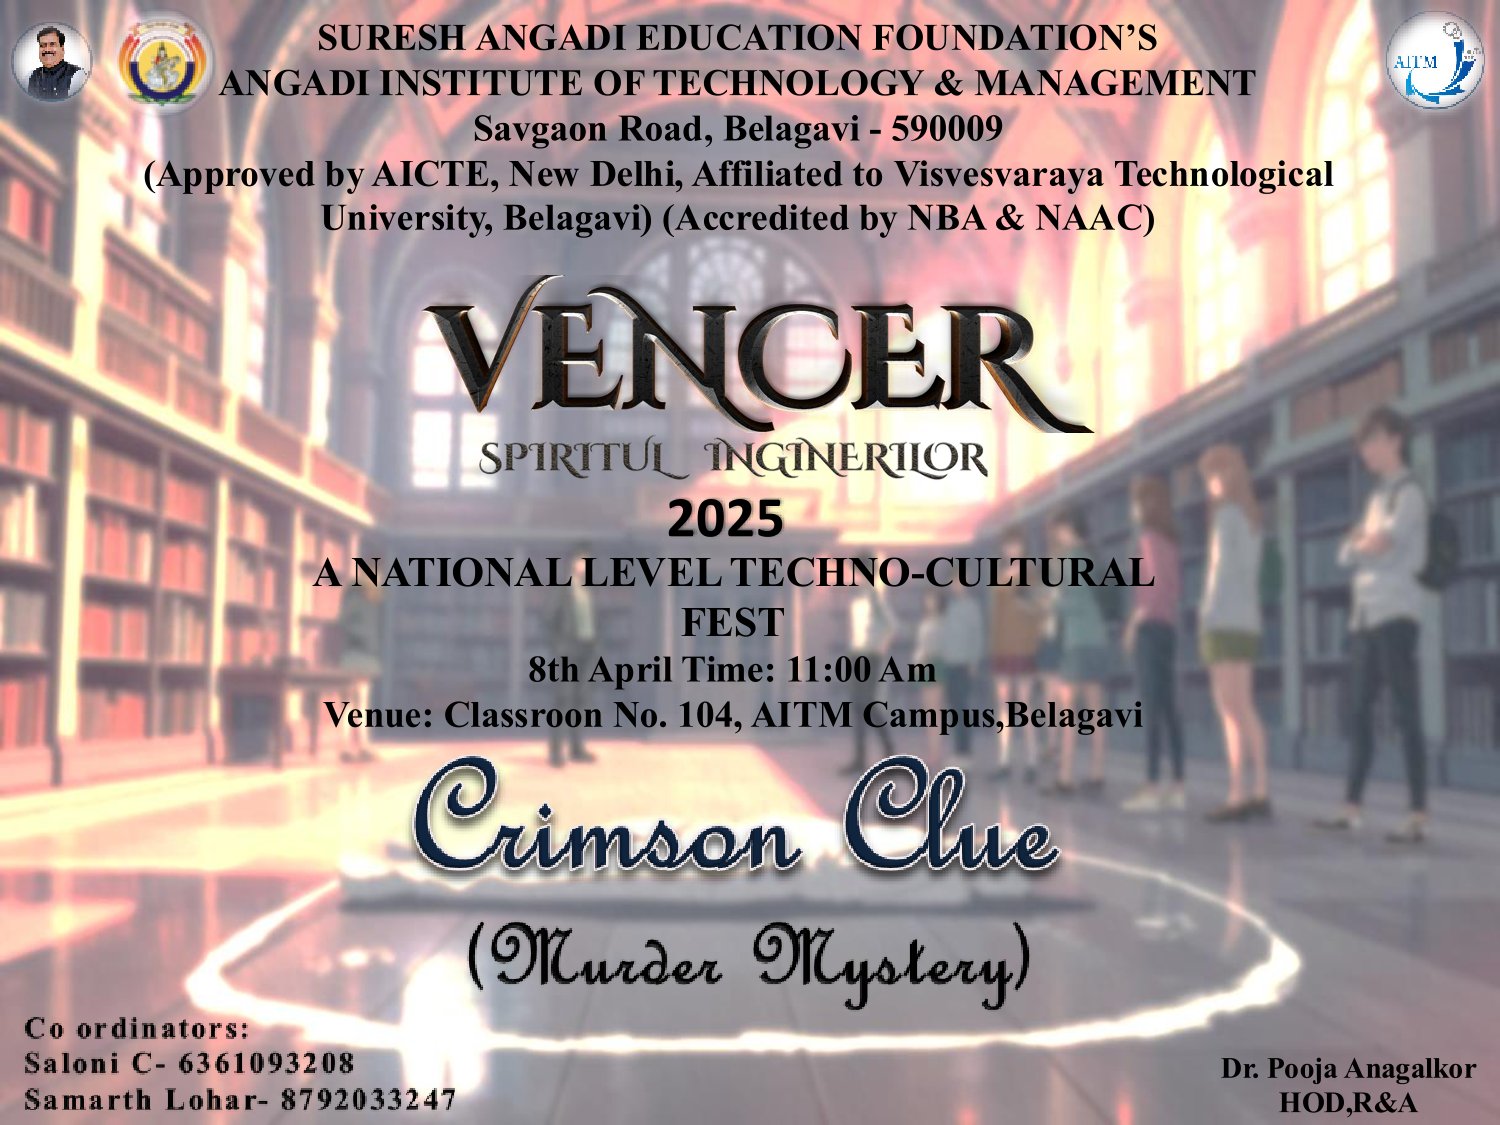 SURESH ANGADI EDUCATION FOUNDATION'S
ANGADI INSTITUTE OF TECHNOLOGY & MANAGEMENT
Savgaon Road, Belagavi - 590009
(Approved by AICTE, New Delhi, Affiliated to Visvesvaraya Technological
University, Belagavi) (Accredited by NBA & NAAC)
AITM
VENCER
SPIRITUL INGINERILOR
2025
A NATIONAL LEVEL TECHNO-CULTURAL
FEST
8th April Time: 11:00 Am
Venue: Classroon No. 104, AITM Campus,Belagavi
Crimson Clue
(Murder Mystery)
Co ordinators:
Saloni C- 6361093208
Samarth Lohar- 8792033247
Dr. Pooja Anagalkor
HOD,R&A